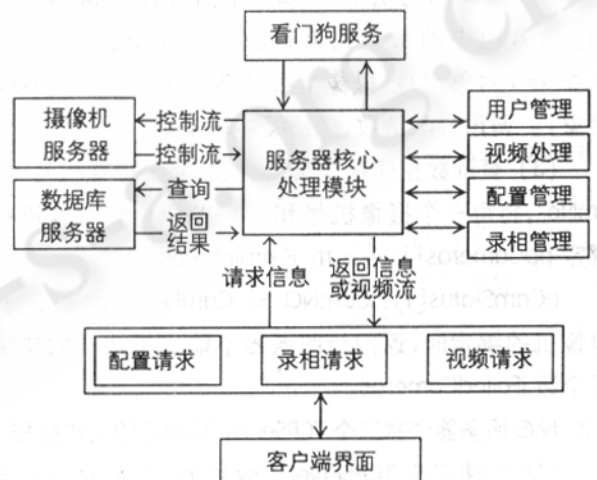 看门狗服务
摄像机
服务器
控制流
控制流
数据库
服务器
查询
返回
结果
服务器核心
处理模块
用户管理
视频处理
配置管理
录相管理
请求信息
返回信息
或视频流
配置请求
录相请求
视频请求
客户端界面